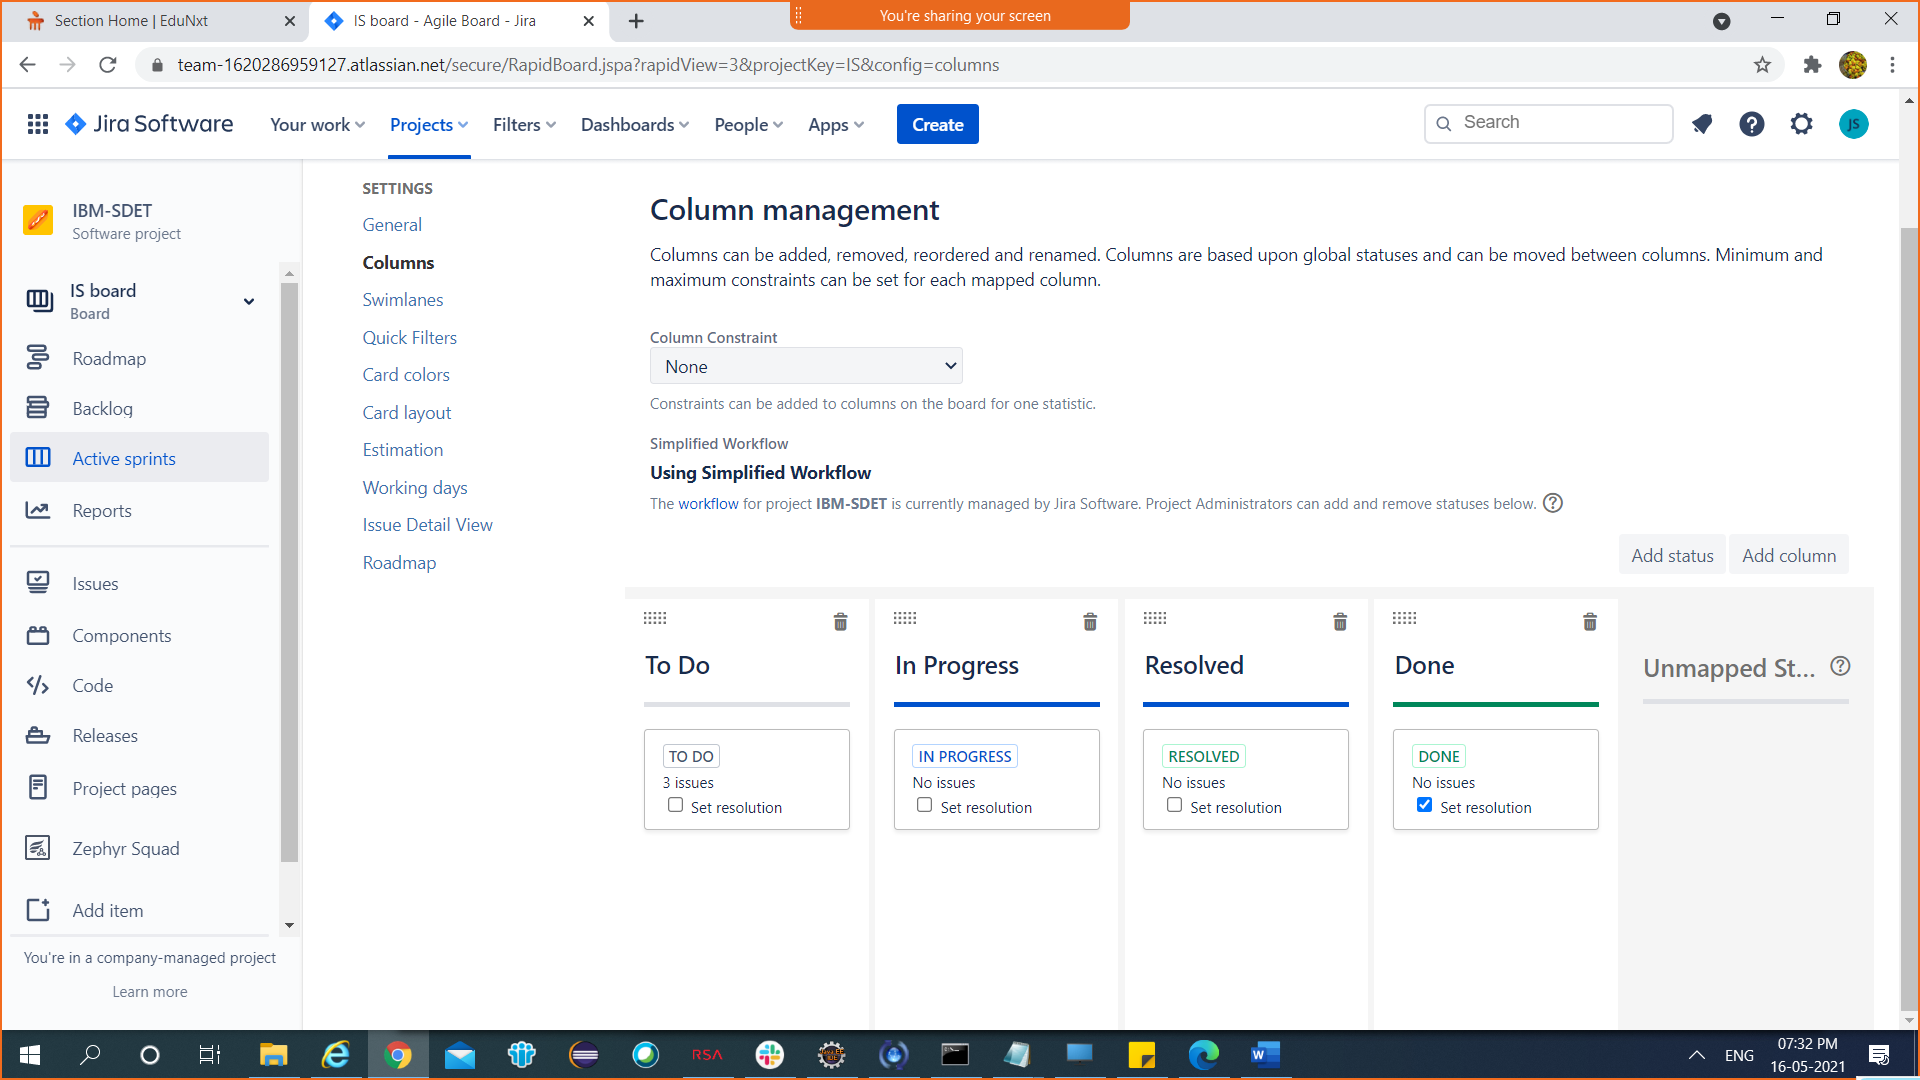 Section Home | EduNxt
IS board - Agile Board - Jira
You're sharing your screen
team-1620286959127.atlassian.net/secure/RapidBoard.jspa?rapidView=3&projectKey=IS&config=columns
Jira Software
Your work
Projects
Filters
Dashboards
People
Apps
Create
Search
JS
IBM-SDET
Software project
IS board
Board
Roadmap
Backlog
Active sprints
Reports
Issues
Components
Code
Releases
Project pages
Zephyr Squad
Add item
You're in a company-managed project
Learn more
SETTINGS
General
Columns
Swimlanes
Quick Filters
Card colors
Card layout
Estimation
Working days
Issue Detail View
Roadmap
Column management
Columns can be added, removed, reordered and renamed. Columns are based upon global statuses and can be moved between columns. Minimum and
maximum constraints can be set for each mapped column.
Column Constraint
None
Constraints can be added to columns on the board for one statistic.
Simplified Workflow
Using Simplified Workflow
The workflow for project IBM-SDET is currently managed by Jira Software. Project Administrators can add and remove statuses below.
Add status
Add column
To Do
TO DO
3 issues
Set resolution
In Progress
IN PROGRESS
No issues
Set resolution
Resolved
RESOLVED
No issues
Set resolution
Done
DONE
No issues
Set resolution
Unmapped St...
RSA
ENG
07:32 PM
16-05-2021